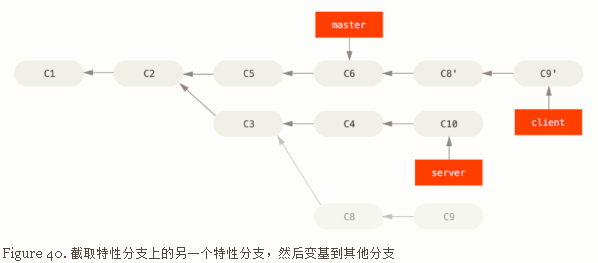 master
C1 C2 C5 C6 C8' C9'
C3 C4 C10 client
server
C8 C9
Figure 40. 截取特性分支上的另一个特性分支，然后变基到其他分支